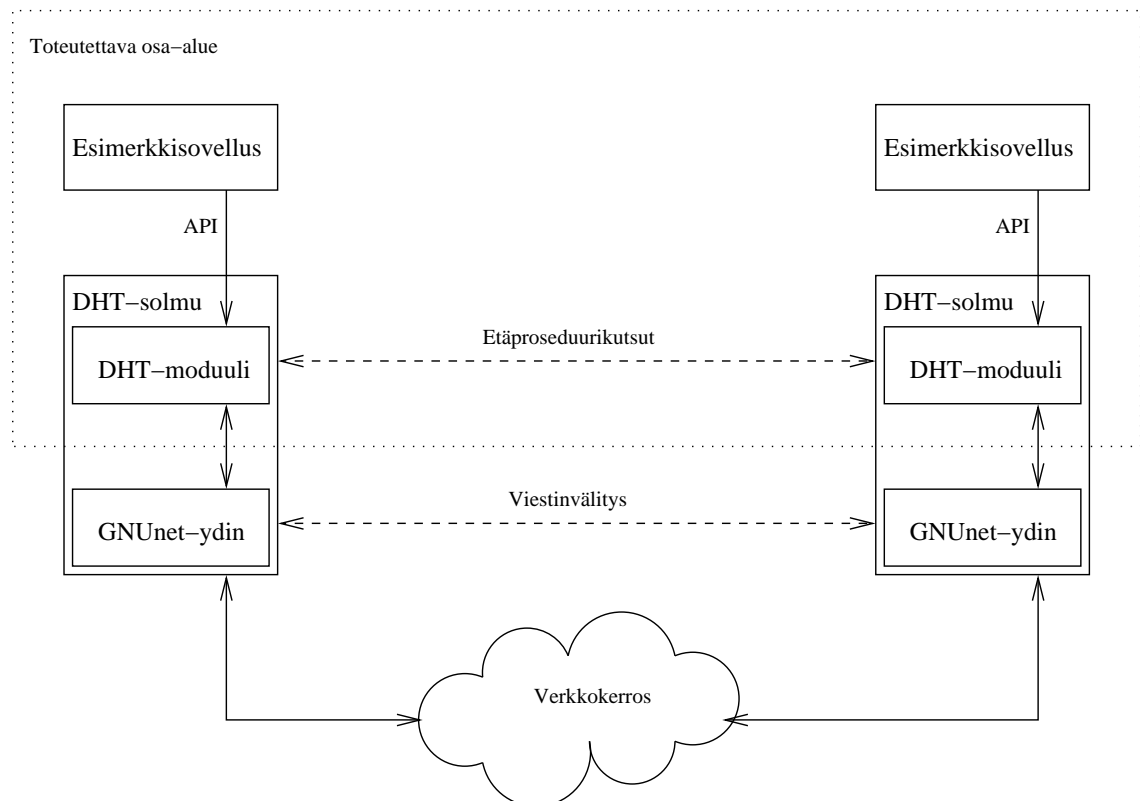 Toteutettava osa−alue
Esimerkkisovellus
Esimerkkisovellus
API
API
DHT−solmu
DHT−solmu
Etäproseduurikutsut
DHT−moduuli
DHT−moduuli
Viestinvälitys
GNUnet−ydin
GNUnet−ydin
Verkkokerros